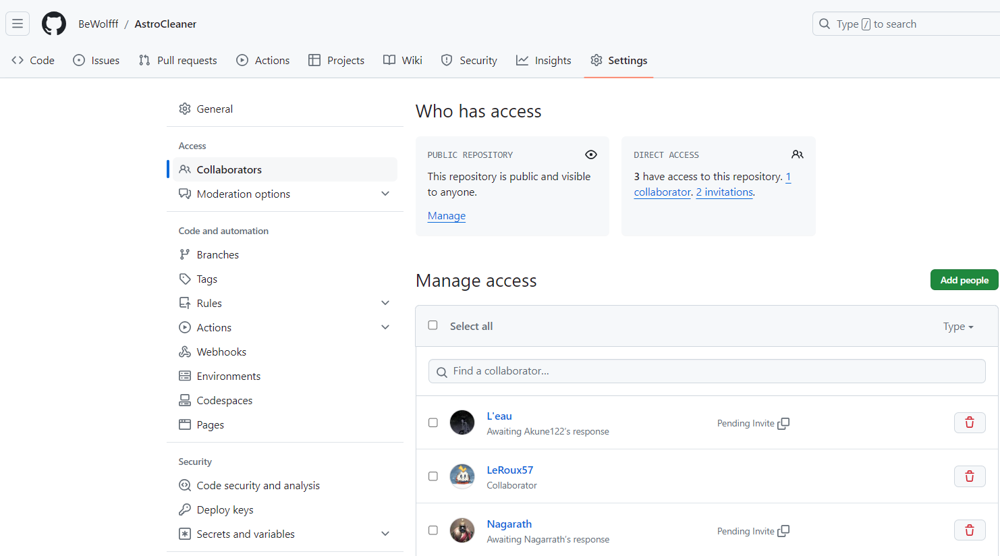 BeWolfff / AstroCleaner
Type / to search
Code Issues Pull requests Actions Projects Wiki Security Insights Settings
General
Access
Collaborators
Moderation options
Code and automation
Branches
Tags
Rules
Actions
Webhooks
Environments
Codespaces
Pages
Security
Code security and analysis
Deploy keys
Secrets and variables
Who has access
PUBLIC REPOSITORY
This repository is public and visible
to anyone.
Manage
DIRECT ACCESS
3 have access to this repository. 1
collaborator. 2 invitations.
Manage access
Add people
Select all
Type
Find a collaborator...
L'eau
Awaiting Akune122's response
Pending Invite
LeRoux57
Collaborator
Nagarath
Awaiting Nagarrath's response
Pending Invite